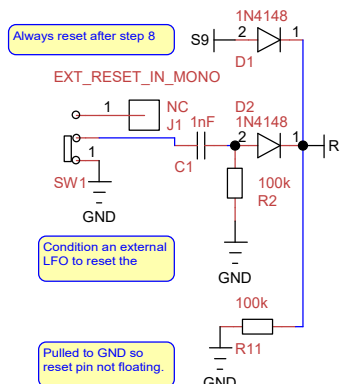 1N4148
Always reset after step 8
S9
2
1
D1
EXT_RESET_IN_MONO
1
NC
J1
1nF
D2
1N4148
2
1
R
1
SW1
C1
100k
R2
GND
Condition an external
LFO to reset the
GND
100k
R11
Pulled to GND so
reset pin not floating.
GND